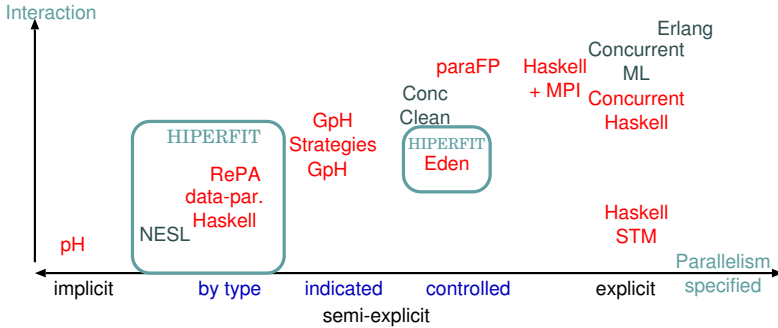 Interaction
Erlang
Concurrent
ML
paraFP
Haskell
+ MPI
Conc
Clean
Concurrent
Haskell
GpH
Strategies
GpH
HIPERFIT
HIPERFIT
Eden
RePA
data-par.
Haskell
NESL
pH
Haskell
STM
Parallelism
specified
implicit
by type
indicated
controlled
explicit
semi-explicit